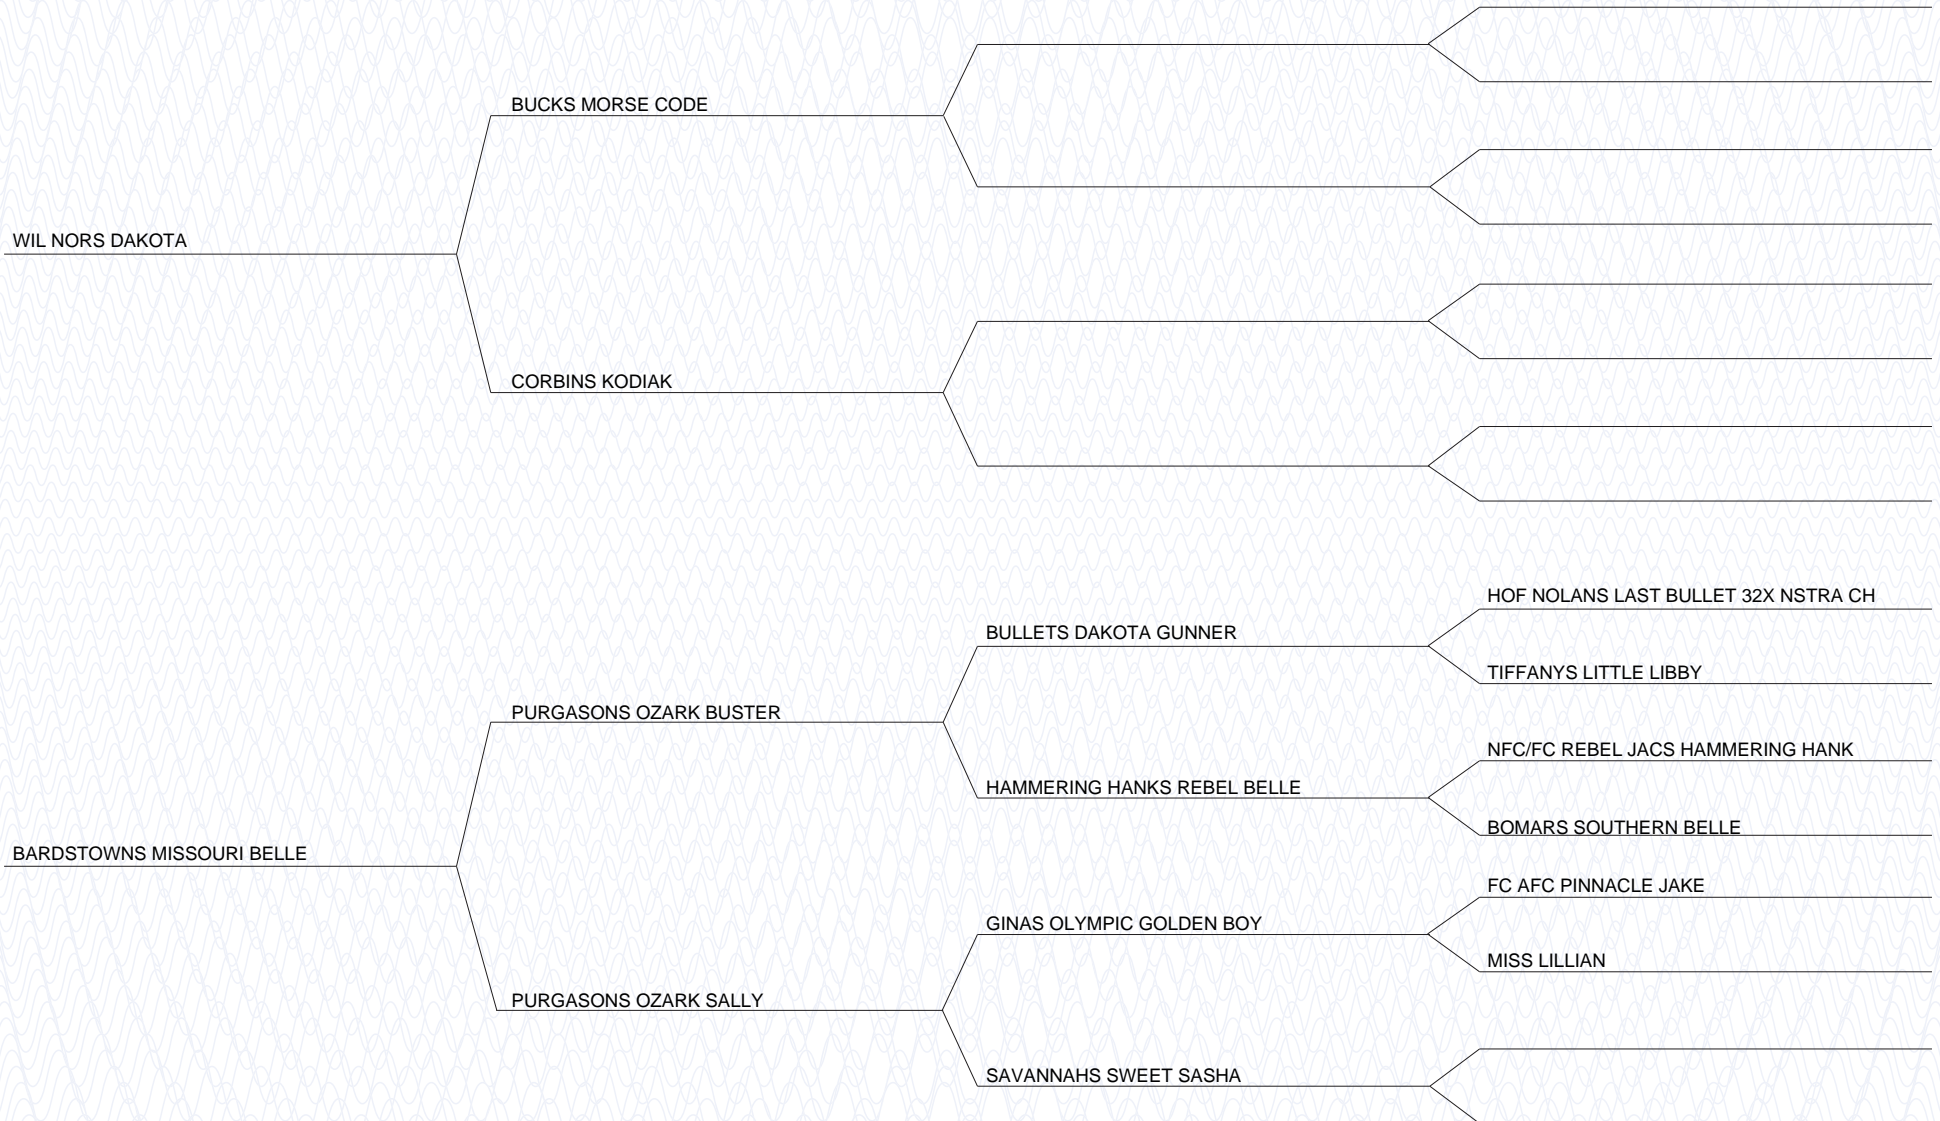 BUCKS MORSE CODE
WIL NORS DAKOTA
CORBINS KODIAK
HOF NOLANS LAST BULLET 32X NSTRA CH
BULLETS DAKOTA GUNNER
TIFFANYS LITTLE LIBBY
PURGASONS OZARK BUSTER
NFC/FC REBEL JACS HAMMERING HANK
HAMMERING HANKS REBEL BELLE
BOMARS SOUTHERN BELLE
BARDSTOWNS MISSOURI BELLE
FC AFC PINNACLE JAKE
GINAS OLYMPIC GOLDEN BOY
MISS LILLIAN
PURGASONS OZARK SALLY
SAVANNAHS SWEET SASHA